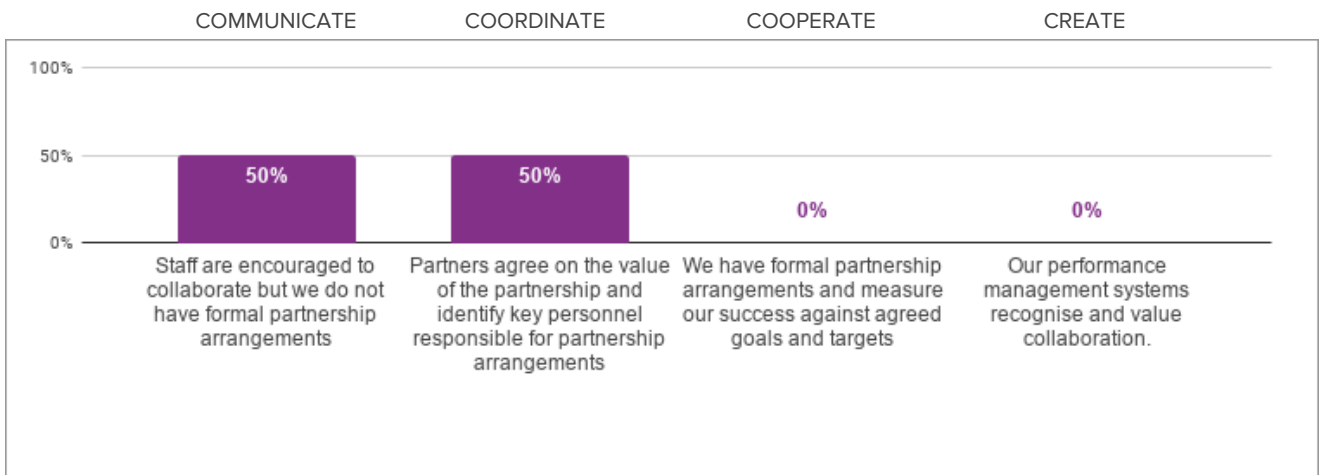 COMMUNICATE COORDINATE COOPERATE CREATE
100%
50%
50% 50%
0% 0%
0%
Staff are encouraged to
collaborate but we do not
have formal partnership
arrangements
Partners agree on the value
of the partnership and
identify key personnel
responsible for partnership
arrangements
We have formal partnership
arrangements and measure
our success against agreed
goals and targets
Our performance
management systems
recognise and value
collaboration.